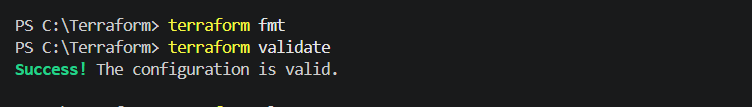 PS C:\Terraform> terraform fmt
PS C:\Terraform> terraform validate
Success! The configuration is valid.